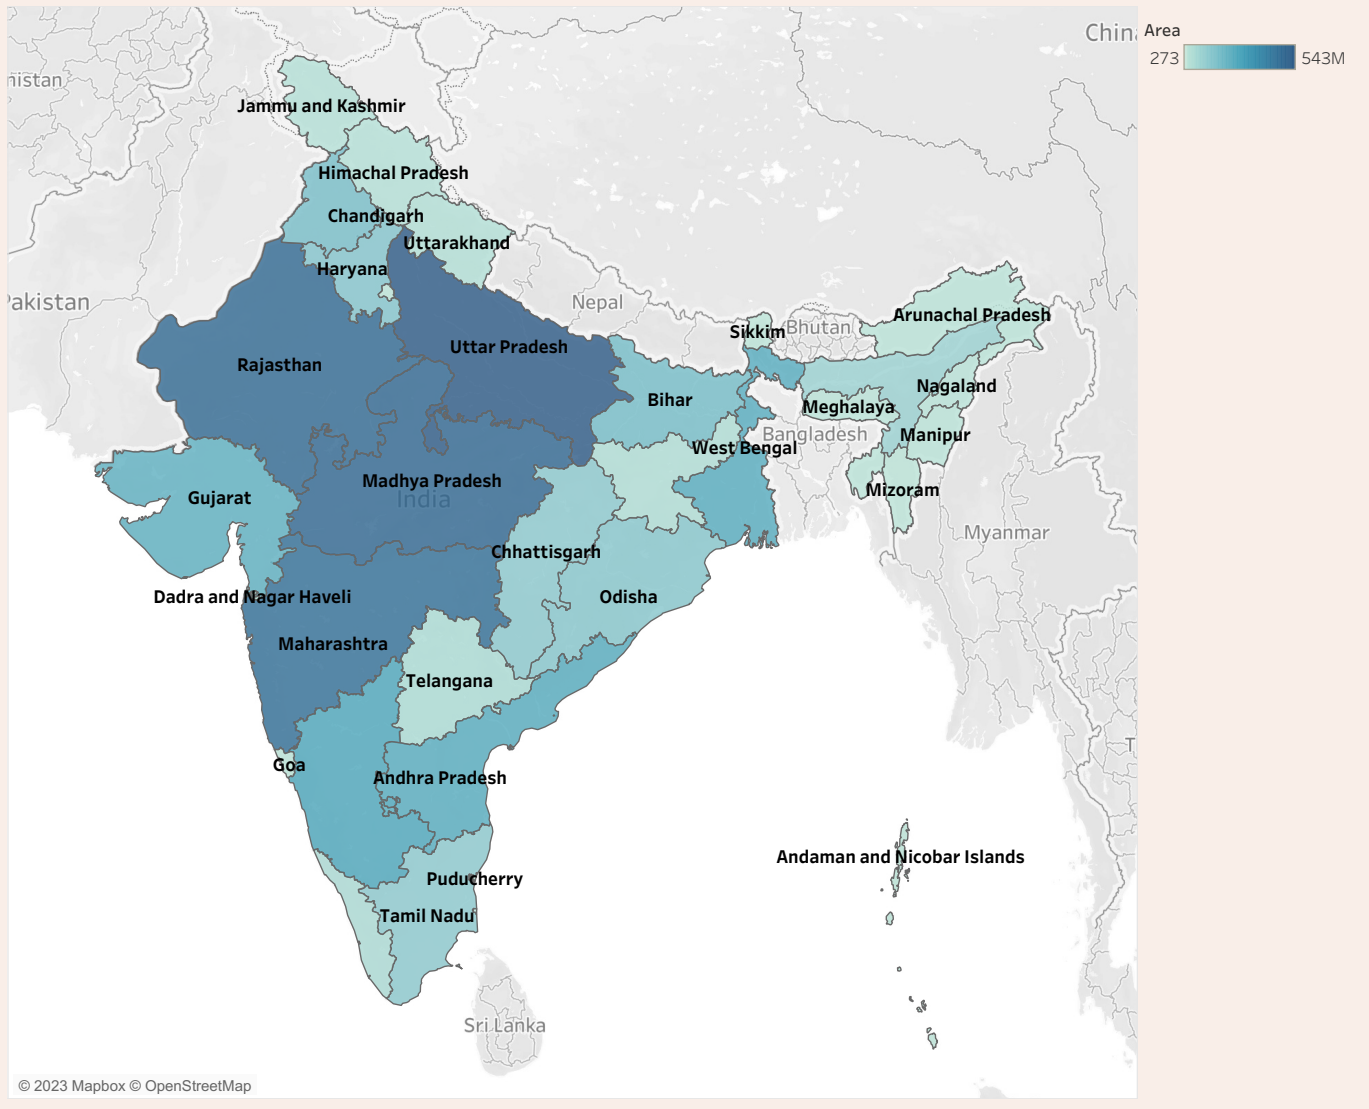 China
Area
273
543M
nistan
Jammu and Kashmir
Himachal Pradesh
Chandigarh
Uttarakhand
Haryana
Pakistan
Nepal
Sikkim
Bhutan
Arunachal Pradesh
Uttar Pradesh
Rajasthan
Bihar
Nagaland
Meghalaya
Bangladesh
Manipur
West Bengal
Madhya Pradesh
India
Gujarat
Mizoram
Myanmar
Chhattisgarh
Dadra and Nagar Haveli
Odisha
Maharashtra
Telangana
T
Goa
Andhra Pradesh
Andaman and Nicobar Islands
Puducherry
Tamil Nadu
Sri Lanka
© 2023 Mapbox © OpenStreetMap